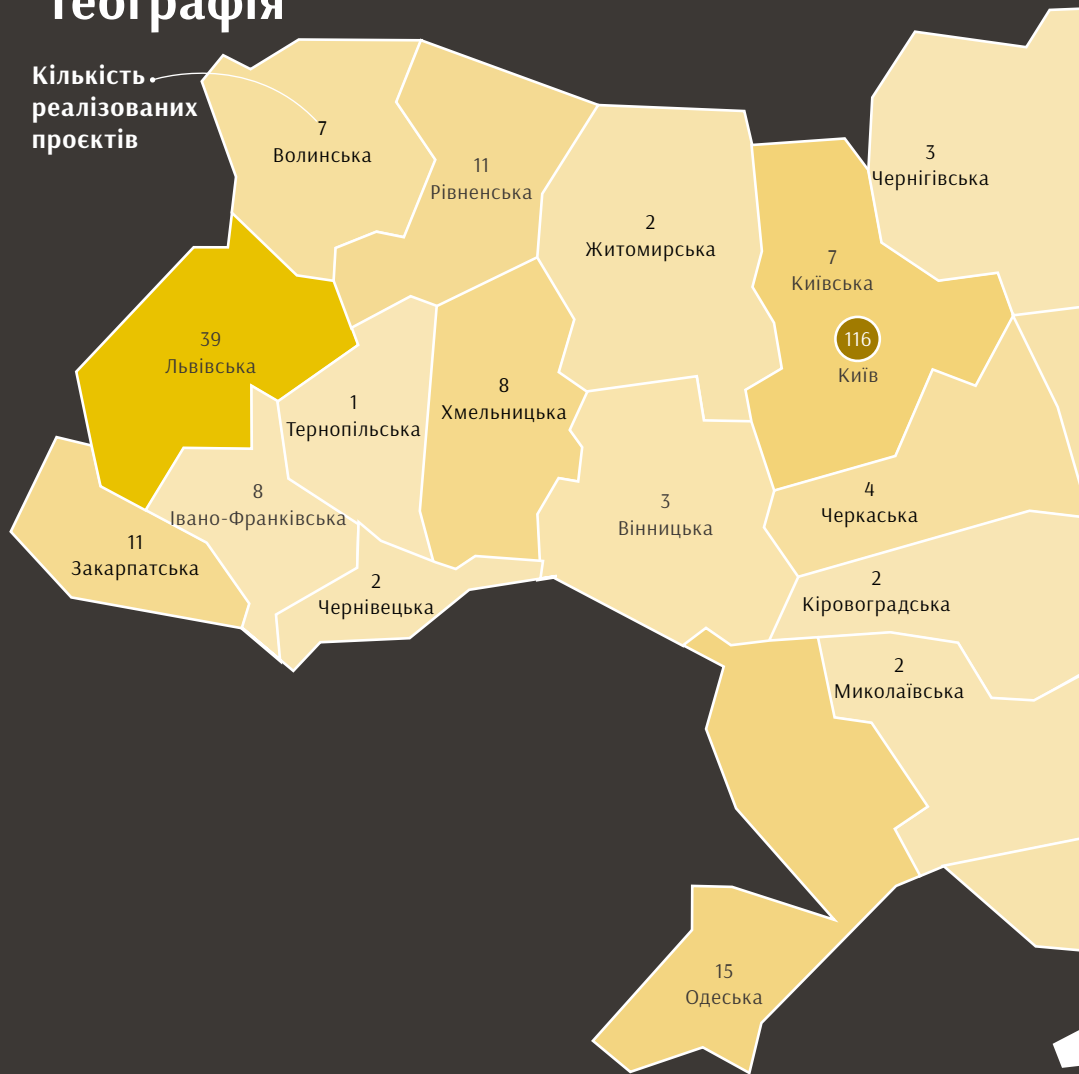 Географія
Кількість
реалізованих
проєктів
7
Волинська
11
Рівненська
2
Житомирська
3
Чернігівська
7
Київська
116
Київ
39
Львівська
1
Тернопільська
8
Хмельницька
8
Івано-Франківська
11
Закарпатська
2
Чернівецька
3
Вінницька
4
Черкаська
2
Кіровоградська
2
Миколаївська
15
Одеська